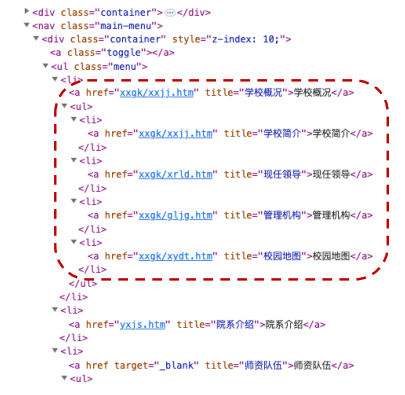 <div class="container">…</div>
<nav class="main-menu">
<div class="container" style="z-index: 10;">
<a class="toggle"></a>
<ul class="menu">
<li>
<a href="xxgk/xxjj.htm" title="学校概况">学校概况</a>
<ul>
<li>
<a href="xxgk/xxjj.htm" title="学校简介">学校简介</a>
</li>
<li>
<a href="xxgk/xrld.htm" title="现任领导">现任领导</a>
</li>
<li>
<a href="xxgk/gljg.htm" title="管理机构">管理机构</a>
</li>
<li>
<a href="xxgk/xydt.htm" title="校园地图">校园地图</a>
</li>
</ul>
</li>
<li>
<a href="yxjs.htm" title="院系介绍">院系介绍</a>
</li>
<li>
<a href target="_blank" title="师资队伍">师资队伍</a>
<ul>